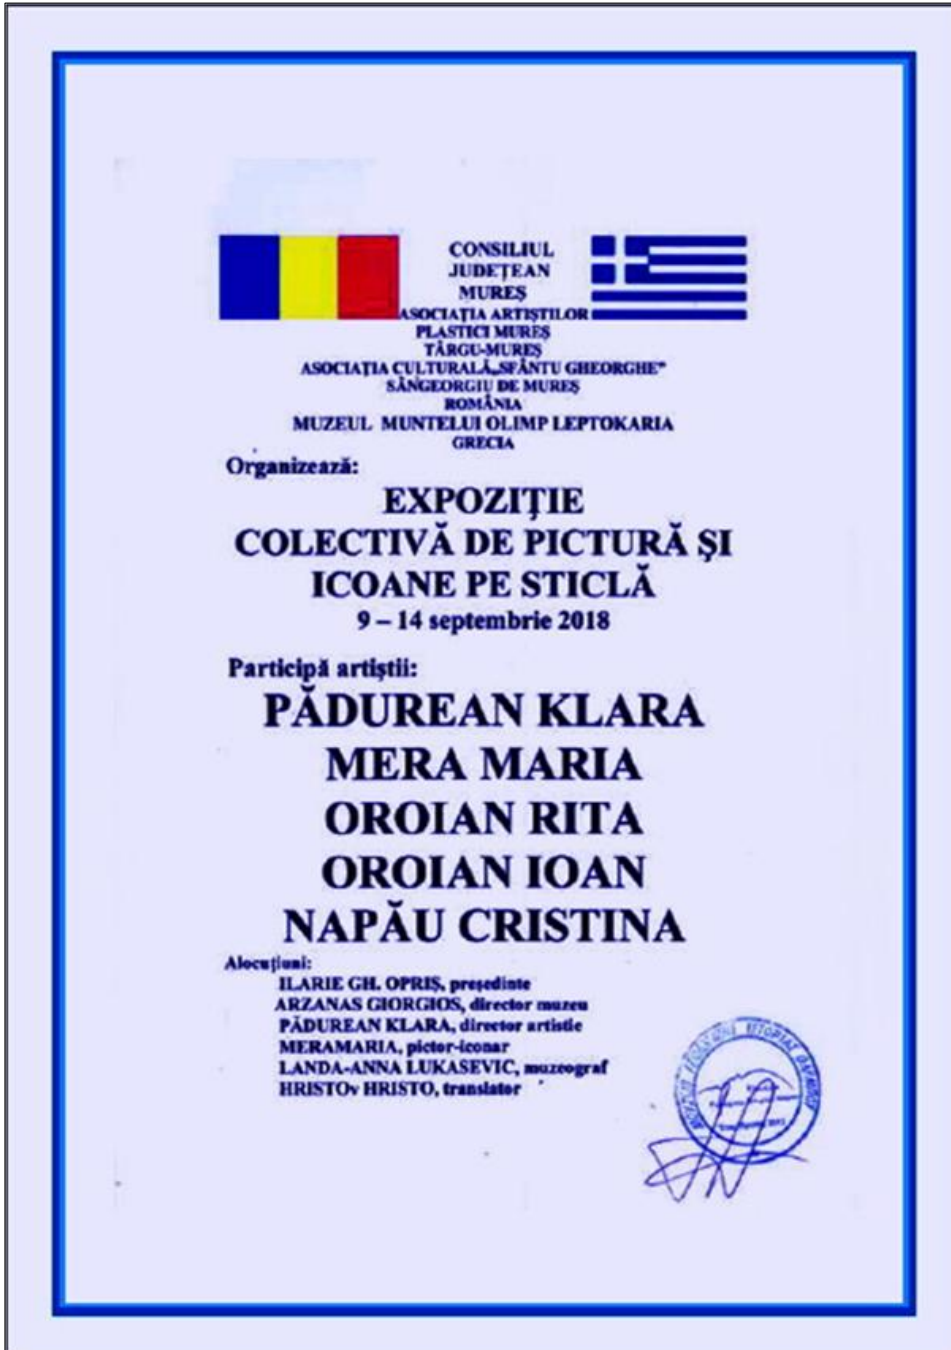 CONSILIUL
JUDEȚEAN
MUREȘ
ASOCIAȚIA ARTIȘTILOR
PLASTICI MUREȘ
TÂRGU-MUREȘ
ASOCIAȚIA CULTURALĂ„SFÂNTU GHEORGHE”
SÂNGEORGIU DE MUREȘ
ROMÂNIA
MUZEUL MUNTELUI OLIMP LEPTOKARIA
GRECIA
Organizează:
EXPOZIȚIE
COLECTIVĂ DE PICTURĂ ȘI
ICOANE PE STICLĂ
9 – 14 septembrie 2018
Participă artiștii:
PĂDUREAN KLARA
MERA MARIA
OROIAN RITA
OROIAN IOAN
NAPĂU CRISTINA
Alocuțiuni:
ILARIE GH. OPRIȘ, președinte
ARZANAS GIORGIOS, director muzeu
PĂDUREAN KLARA, director artistic
MERAMARIA, pictor-iconar
LANDA-ANNA LUKASEVIC, muzeograf
HRISTOv HRISTO, translator